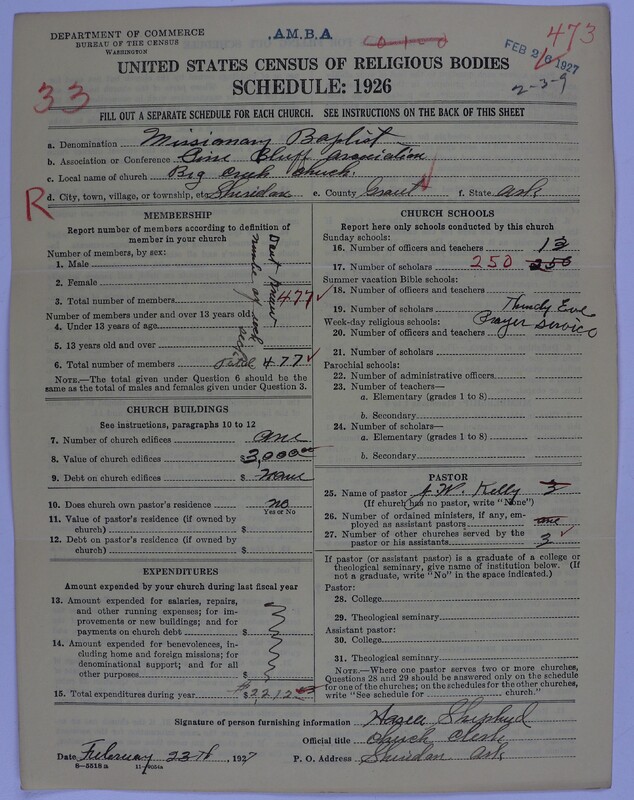 DEPARTMENT OF COMMERCE
BUREAU OF THE CENSUS
WASHINGTON
.A.M.B.A
473
FEB 26 1927
2-3-9
UNITED STATES CENSUS OF RELIGIOUS BODIES
SCHEDULE: 1926
33
FILL OUT A SEPARATE SCHEDULE FOR EACH CHURCH. SEE INSTRUCTIONS ON THE BACK OF THIS SHEET
a. Denomination Missionary Baptist
b. Association or Conference Pine Bluff Association
c. Local name of church Big Creek Church.
R
d. City, town, village, or township, etc. Sheridan e. County Grant f. State Ark
MEMBERSHIP
Report number of members according to definition of
member in your church
Number of members, by sex:
1. Male
2. Female
Dont know
number of each
sex
3. Total number of members 477
Number of members under and over 13 years old:
4. Under 13 years of age
5. 13 years old and over
6. Total number of members Total 477
NOTE.—The total given under Question 6 should be the
same as the total of males and females given under Question 3.
CHURCH BUILDINGS
See instructions, paragraphs 10 to 12
7. Number of church edifices one
8. Value of church edifices $3,000.00
9. Debt on church edifices $ none
10. Does church own pastor's residence no
Yes or No
11. Value of pastor's residence (if owned by
church) $
12. Debt on pastor's residence (if owned by
church) $
EXPENDITURES
Amount expended by your church during last fiscal year
13. Amount expended for salaries, repairs,
and other running expenses; for im-
provements or new buildings; and for
payments on church debt $
14. Amount expended for benevolences, in-
cluding home and foreign missions; for
denominational support; and for all
other purposes $
15. Total expenditures during year $2212
CHURCH SCHOOLS
Report here only schools conducted by this church
Sunday schools:
16. Number of officers and teachers 12
17. Number of scholars 250 250
Summer vacation Bible schools:
18. Number of officers and teachers
19. Number of scholars
Week-day religious schools:
Prayer Service
20. Number of officers and teachers
21. Number of scholars
Parochial schools:
22. Number of administrative officers
23. Number of teachers—
a. Elementary (grades 1 to 8)
b. Secondary
24. Number of scholars—
a. Elementary (grades 1 to 8)
b. Secondary
PASTOR
25. Name of pastor W. Kelly 3
(If church has no pastor, write "None")
26. Number of ordained ministers, if any, em-
ployed as assistant pastors one
27. Number of other churches served by the
pastor or his assistants 3
If pastor (or assistant pastor) is a graduate of a college or
theological seminary, give name of institution below. (If
not a graduate, write "No" in the space indicated.)
Pastor:
28. College
29. Theological seminary
Assistant pastor:
30. College
31. Theological seminary
NOTE.—Where one pastor serves two or more churches,
Questions 28 and 29 should be answered only on the schedule
for one of the churches; on the schedules for the other churches,
write "See schedule for church."
Signature of person furnishing information
Official title Church Clerk
Date February 23th, 1927 P. O. Address Sheridan Ark
8—5518 a